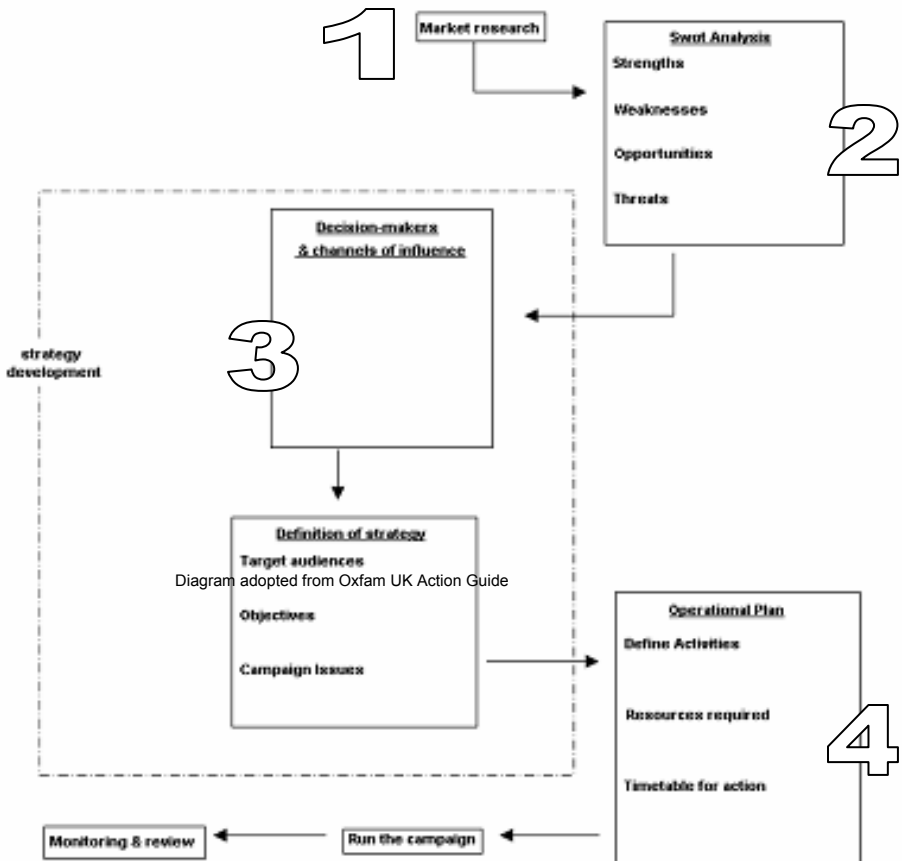 1
Market research
Swot Analysis
Strengths
Weaknesses
Opportunities
Threats
2
Decision-makers
& channels of influence
3
strategy
development
Definition of strategy
Target audiences
Diagram adopted from Oxfam UK Action Guide
Objectives
Campaign Issues
Operational Plan
Define Activities
Resources required
Timetable for action
4
Run the campaign
Monitoring & review